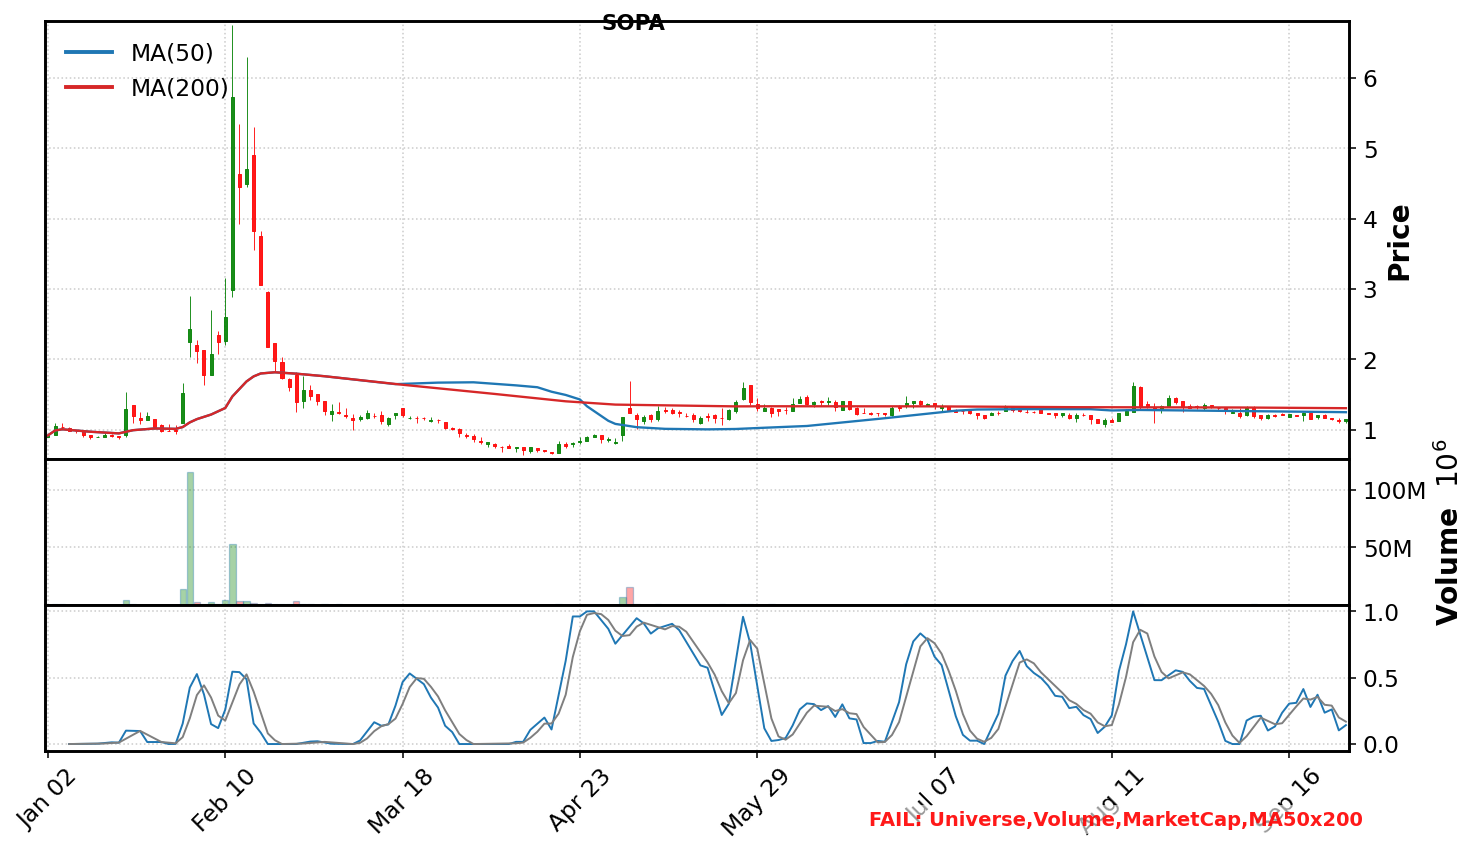 SOPA
MA(50)
MA(200)
6
5
4
3
2
1
Price
100M
50M
Volume 10^6
1.0
0.5
0.0
Jan 02
Feb 10
Mar 18
Apr 23
May 29
Jul 07
Aug 11
Sep 16
FAIL: Universe,Volume,MarketCap,MA50x200